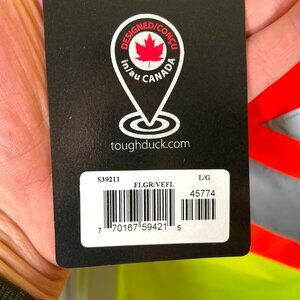 DESIGNED/CONÇU
in/au CANADA
toughduck.com
S39211 L/G
FLGR/VEFL
45774
7 70167 59421 5